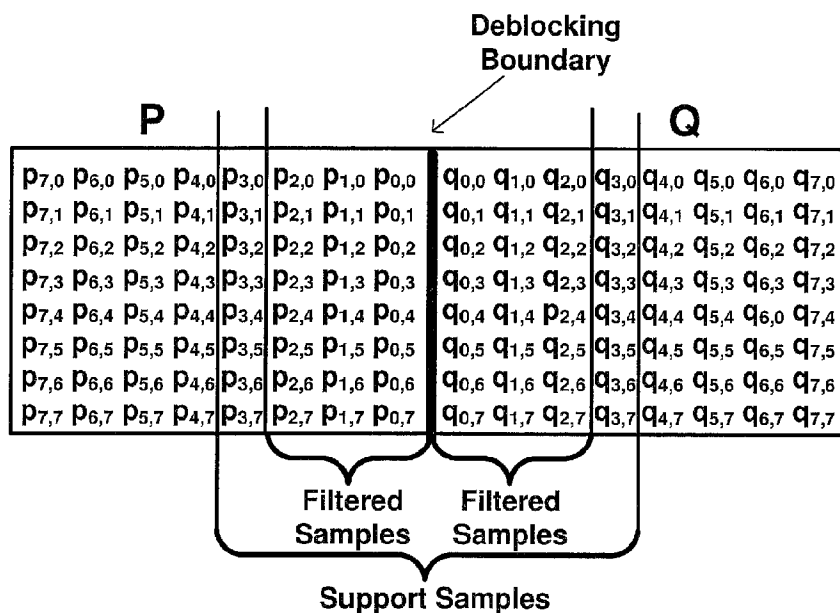 Deblocking
Boundary
P Q
p7,0 p6,0 p5,0 p4,0 p3,0 p2,0 p1,0 p0,0 q0,0 q1,0 q2,0 q3,0 q4,0 q5,0 q6,0 q7,0
p7,1 p6,1 p5,1 p4,1 p3,1 p2,1 p1,1 p0,1 q0,1 q1,1 q2,1 q3,1 q4,1 q5,1 q6,1 q7,1
p7,2 p6,2 p5,2 p4,2 p3,2 p2,2 p1,2 p0,2 q0,2 q1,2 q2,2 q3,2 q4,2 q5,2 q6,2 q7,2
p7,3 p6,3 p5,3 p4,3 p3,3 p2,3 p1,3 p0,3 q0,3 q1,3 q2,3 q3,3 q4,3 q5,3 q6,3 q7,3
p7,4 p6,4 p5,4 p4,4 p3,4 p2,4 p1,4 p0,4 q0,4 q1,4 p2,4 q3,4 q4,4 q5,4 q6,0 q7,4
p7,5 p6,5 p5,5 p4,5 p3,5 p2,5 p1,5 p0,5 q0,5 q1,5 q2,5 q3,5 q4,5 q5,5 q6,5 q7,5
p7,6 p6,6 p5,6 p4,6 p3,6 p2,6 p1,6 p0,6 q0,6 q1,6 q2,6 q3,6 q4,6 q5,6 q6,6 q7,6
p7,7 p6,7 p5,7 p4,7 p3,7 p2,7 p1,7 p0,7 q0,7 q1,7 q2,7 q3,7 q4,7 q5,7 q6,7 q7,7
Filtered Filtered
Samples Samples
Support Samples